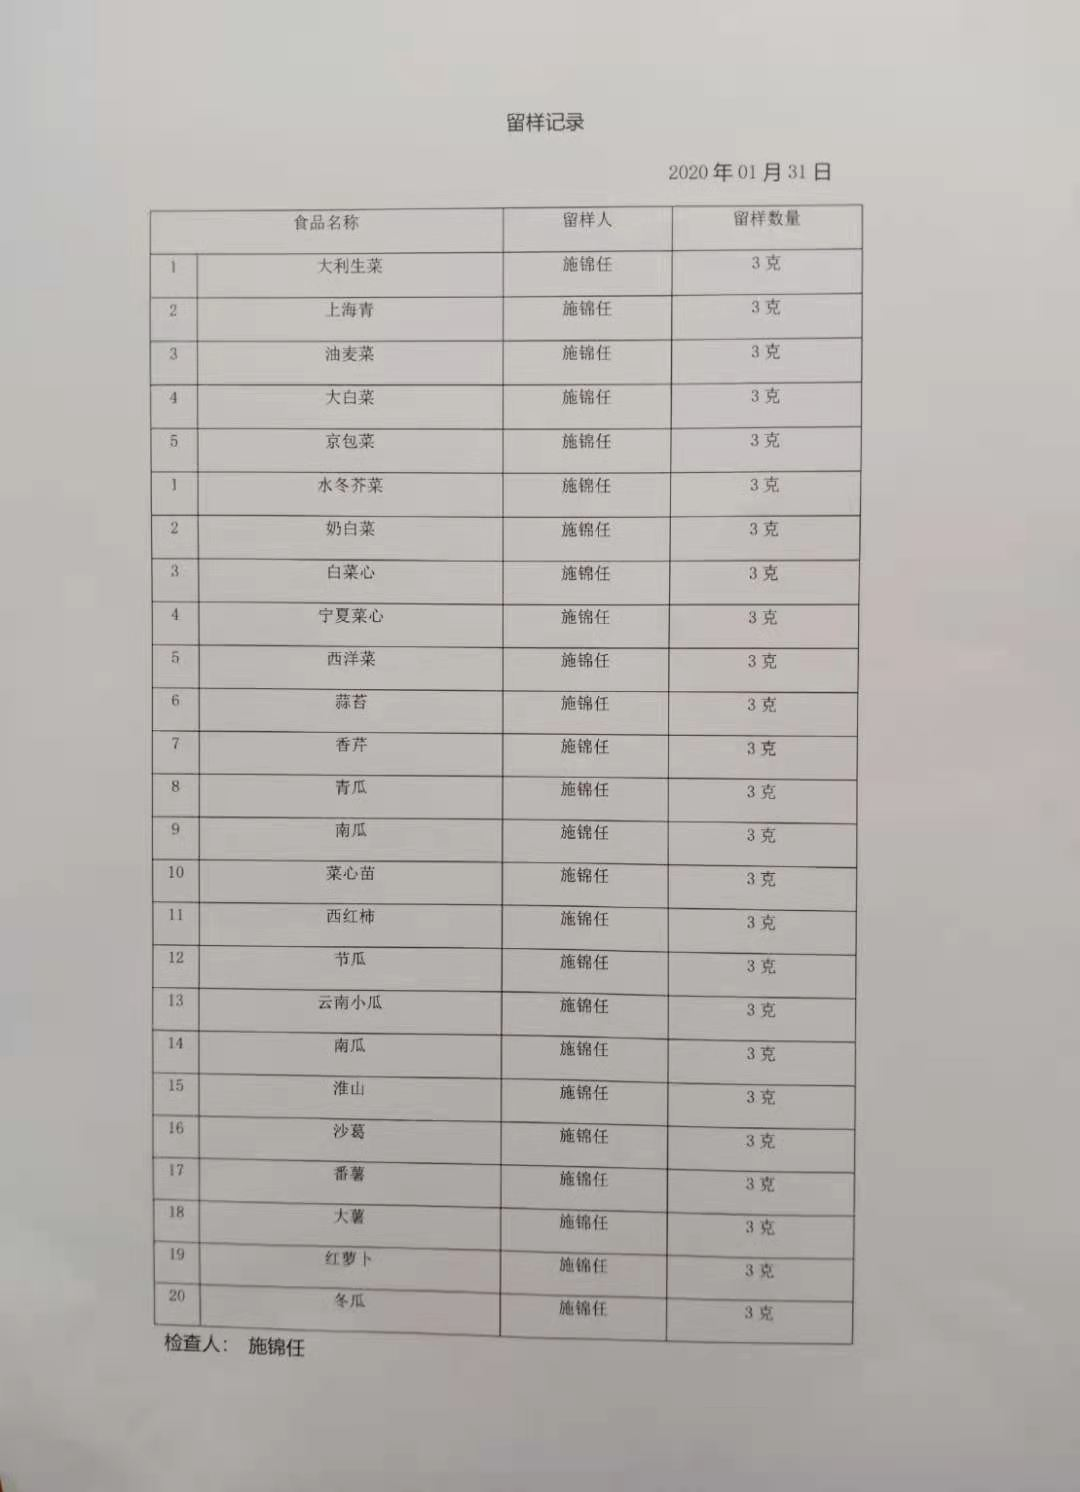 留样记录
2020 年 01 月 31 日
食品名称 留样人 留样数量
1 大利生菜 施锦任 3 克
2 上海青 施锦任 3 克
3 油麦菜 施锦任 3 克
4 大白菜 施锦任 3 克
5 京包菜 施锦任 3 克
1 水冬芥菜 施锦任 3 克
2 奶白菜 施锦任 3 克
3 白菜心 施锦任 3 克
4 宁夏菜心 施锦任 3 克
5 西洋菜 施锦任 3 克
6 蒜苔 施锦任 3 克
7 香芹 施锦任 3 克
8 青瓜 施锦任 3 克
9 南瓜 施锦任 3 克
10 菜心苗 施锦任 3 克
11 西红柿 施锦任 3 克
12 节瓜 施锦任 3 克
13 云南小瓜 施锦任 3 克
14 南瓜 施锦任 3 克
15 淮山 施锦任 3 克
16 沙葛 施锦任 3 克
17 番薯 施锦任 3 克
18 大薯 施锦任 3 克
19 红萝卜 施锦任 3 克
20 冬瓜 施锦任 3 克
检查人： 施锦任